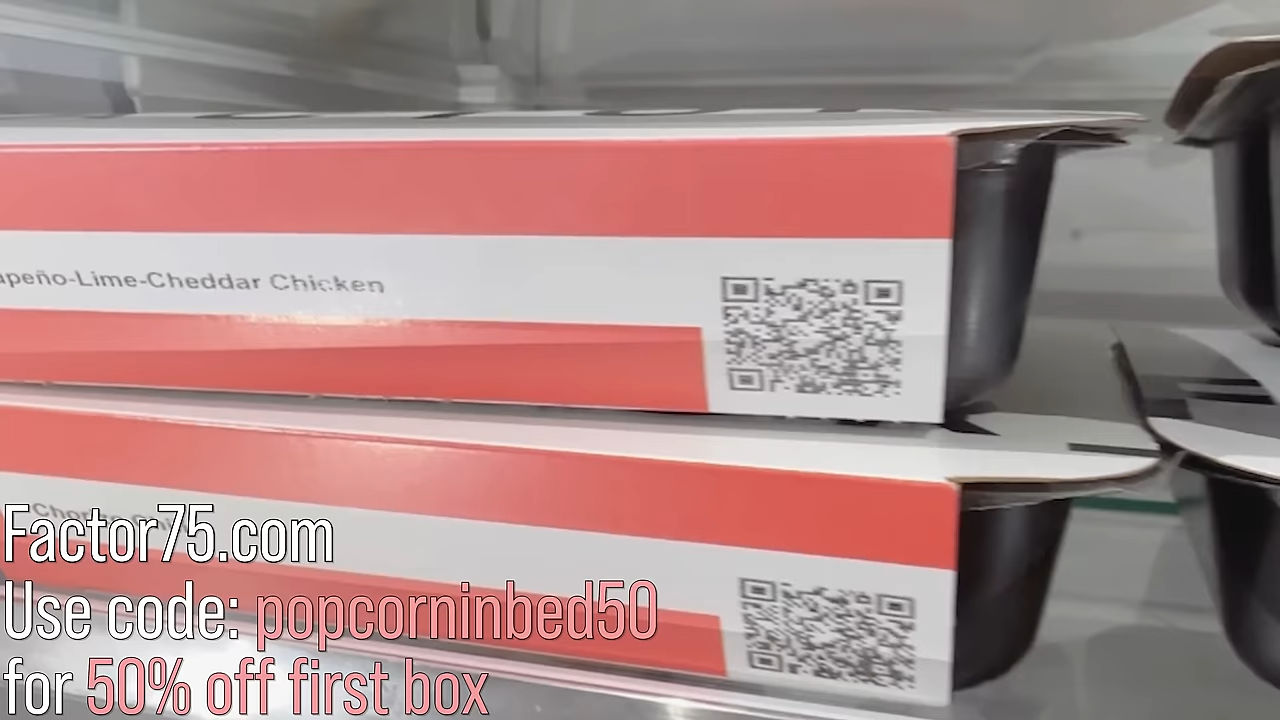 apeño-Lime-Cheddar Chicken
Factor75.com
Use code: popcorninbed50
for 50% off first box